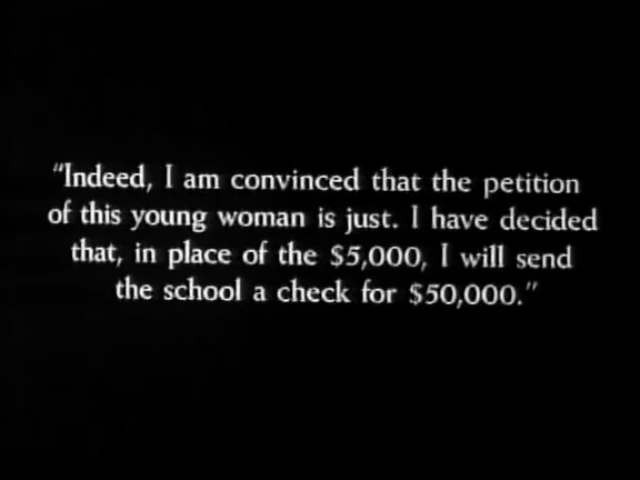 "Indeed, I am convinced that the petition
of this young woman is just. I have decided
that, in place of the $5,000, I will send
the school a check for $50,000."